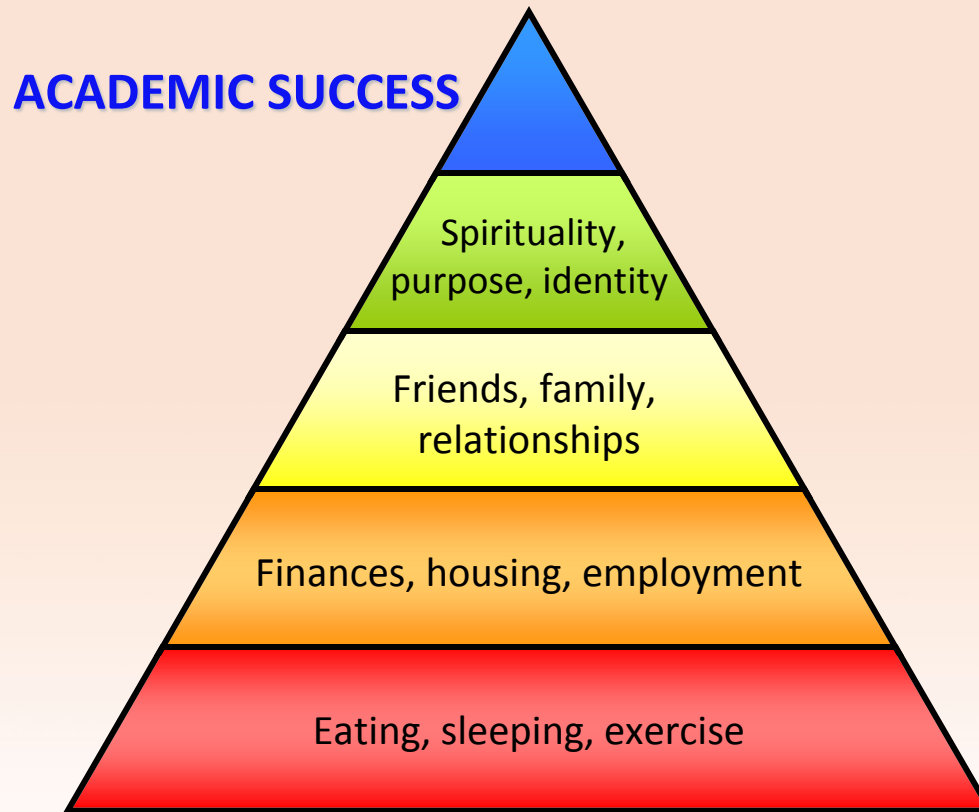 ACADEMIC SUCCESS
Spirituality,
purpose, identity
Friends, family,
relationships
Finances, housing, employment
Eating, sleeping, exercise